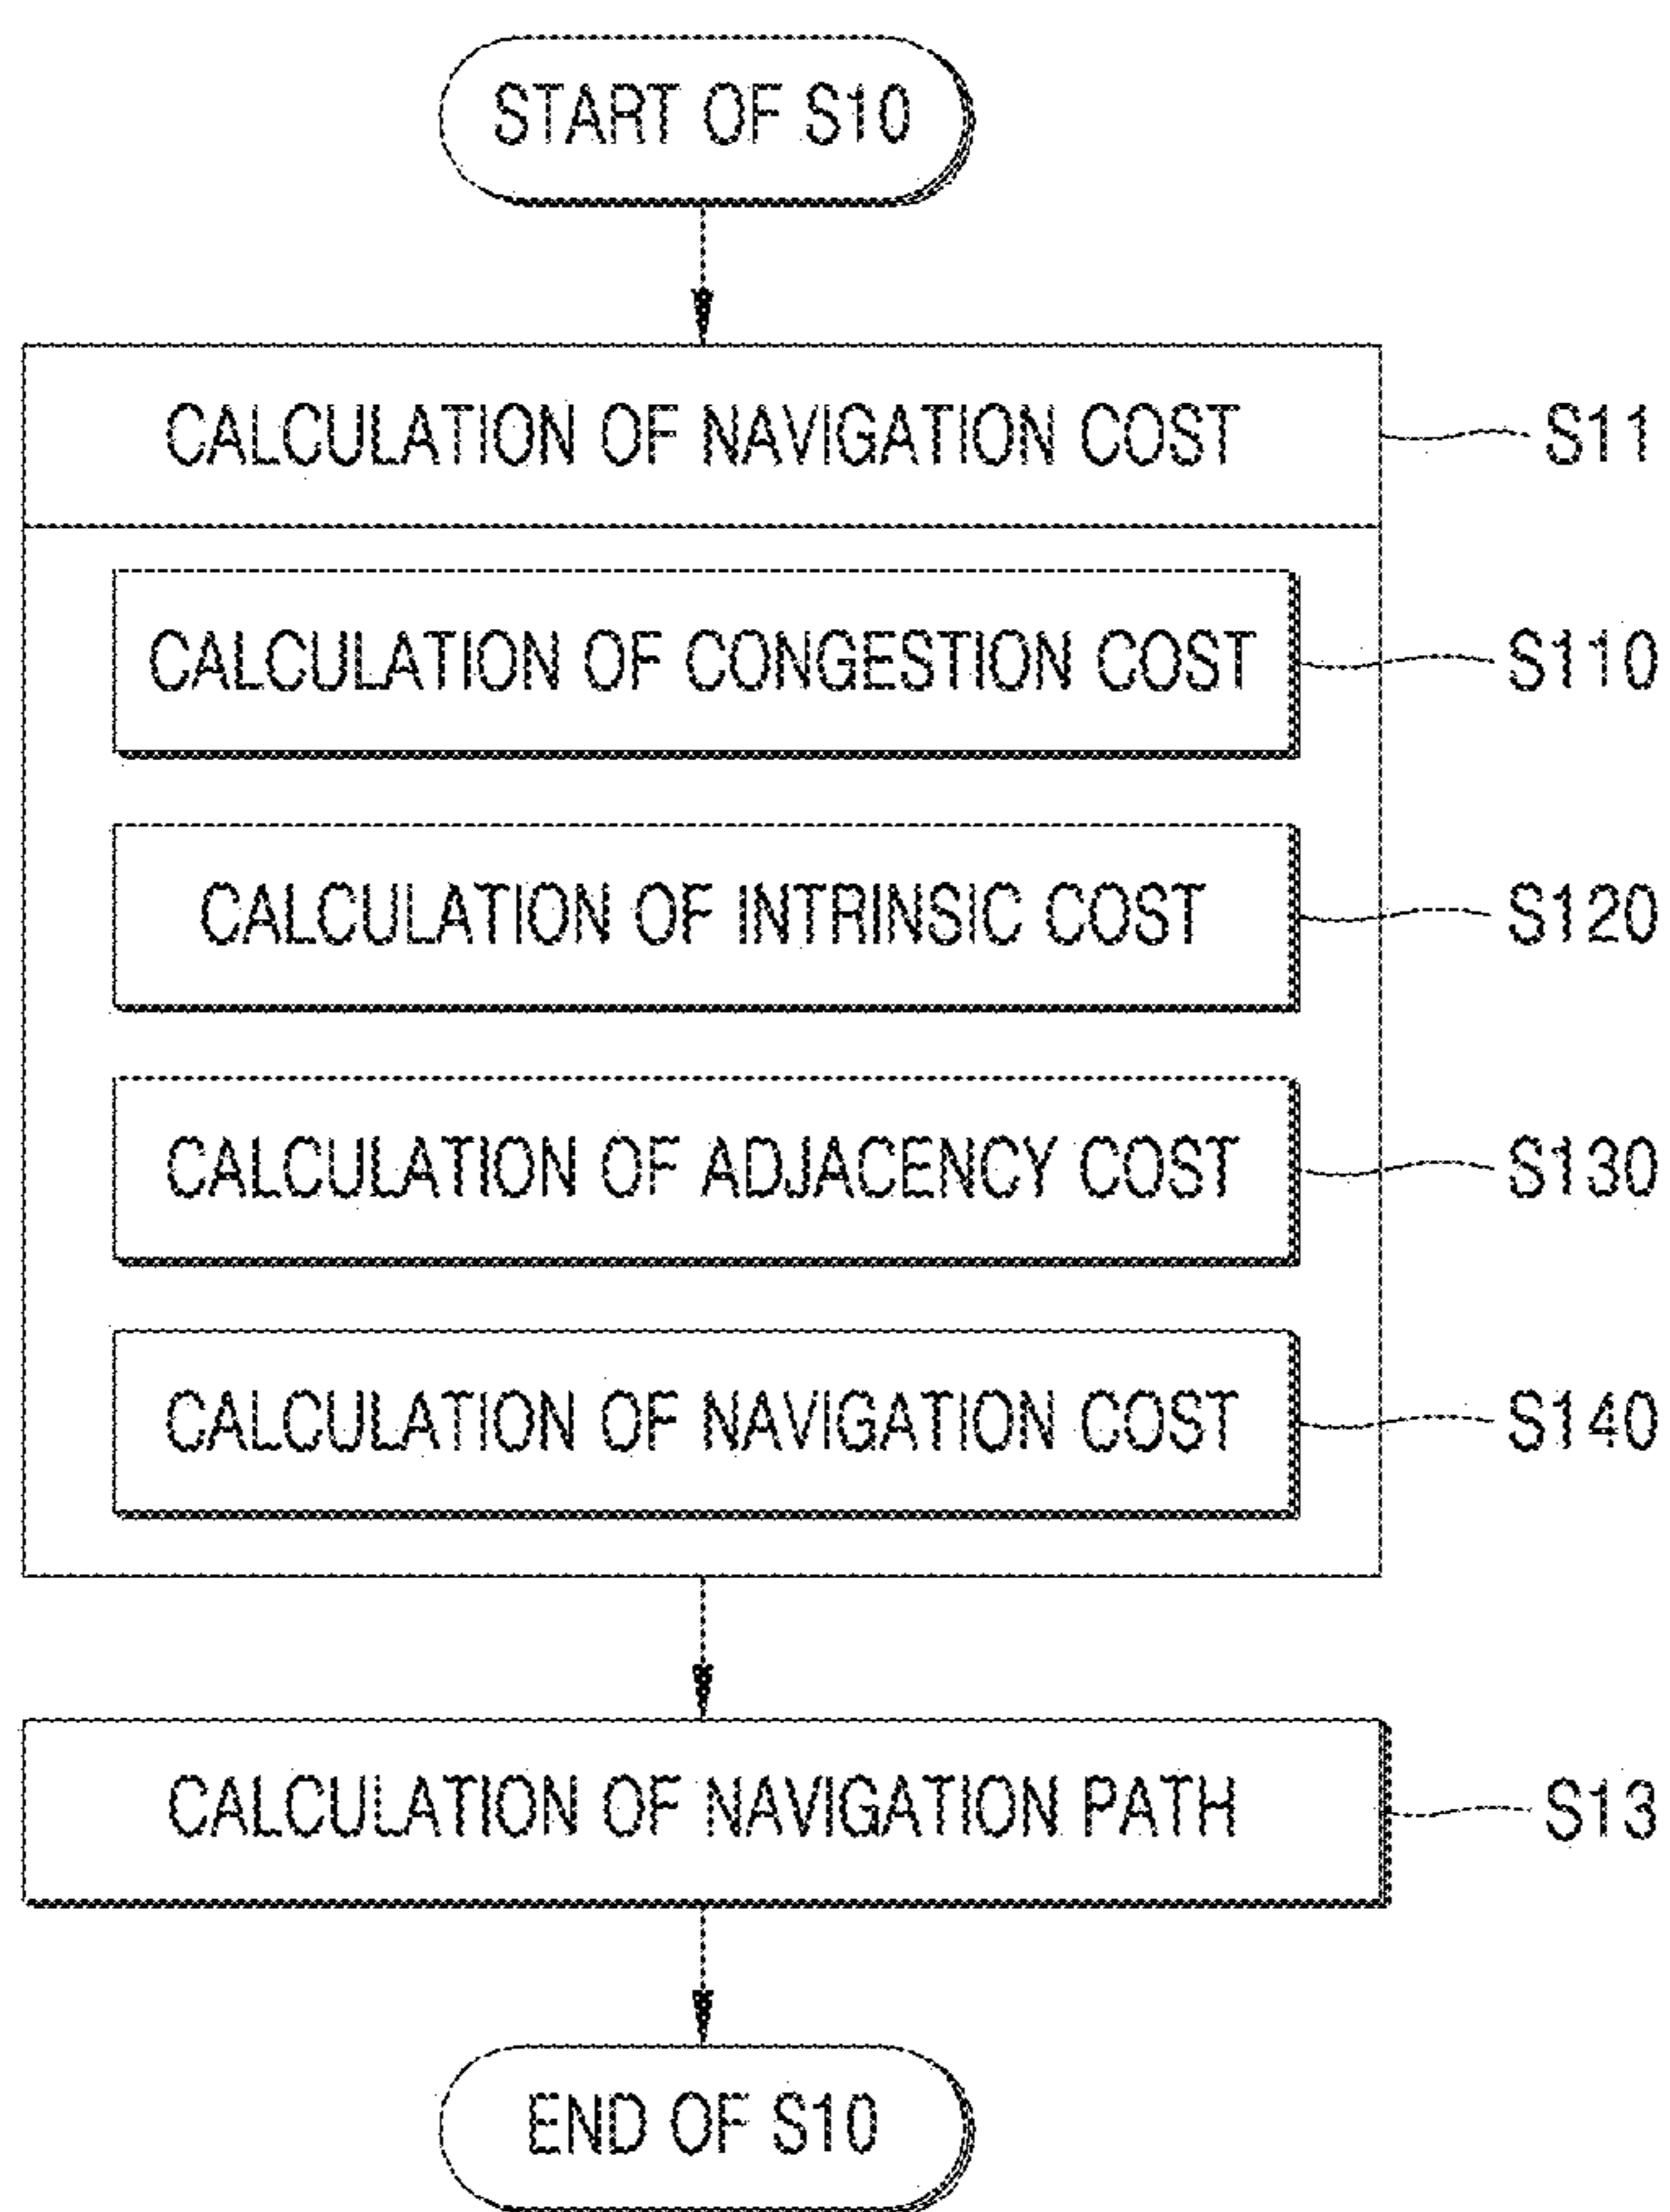 START OF S10
CALCULATION OF NAVIGATION COST S11
CALCULATION OF CONGESTION COST S110
CALCULATION OF INTRINSIC COST S120
CALCULATION OF ADJACENCY COST S130
CALCULATION OF NAVIGATION COST S140
CALCULATION OF NAVIGATION PATH S13
END OF S10